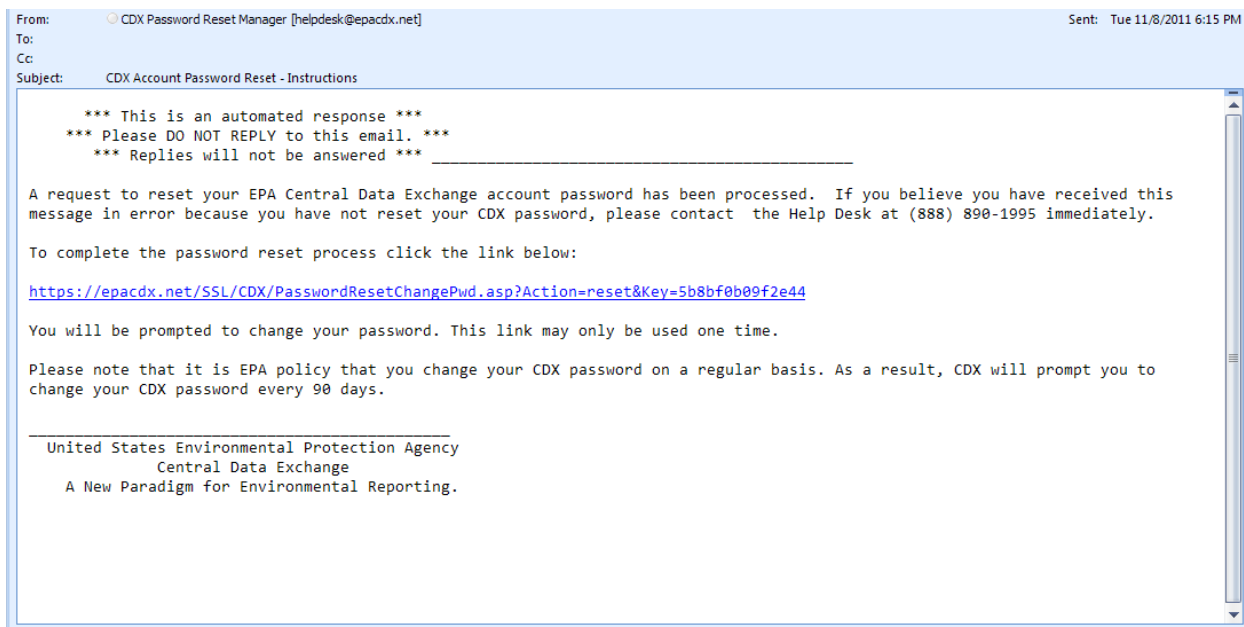 From: CDX Password Reset Manager [helpdesk@epacdx.net] Sent: Tue 11/8/2011 6:15 PM
To:
Cc:
Subject: CDX Account Password Reset - Instructions
*** This is an automated response ***
*** Please DO NOT REPLY to this email. ***
*** Replies will not be answered *** ______________________________________________
A request to reset your EPA Central Data Exchange account password has been processed. If you believe you have received this
message in error because you have not reset your CDX password, please contact the Help Desk at (888) 890-1995 immediately.
To complete the password reset process click the link below:
https://epacdx.net/SSL/CDX/PasswordResetChangePwd.asp?Action=reset&Key=5b8bf0b09f2e44
You will be prompted to change your password. This link may only be used one time.
Please note that it is EPA policy that you change your CDX password on a regular basis. As a result, CDX will prompt you to
change your CDX password every 90 days.
______________________________________________
United States Environmental Protection Agency
Central Data Exchange
A New Paradigm for Environmental Reporting.